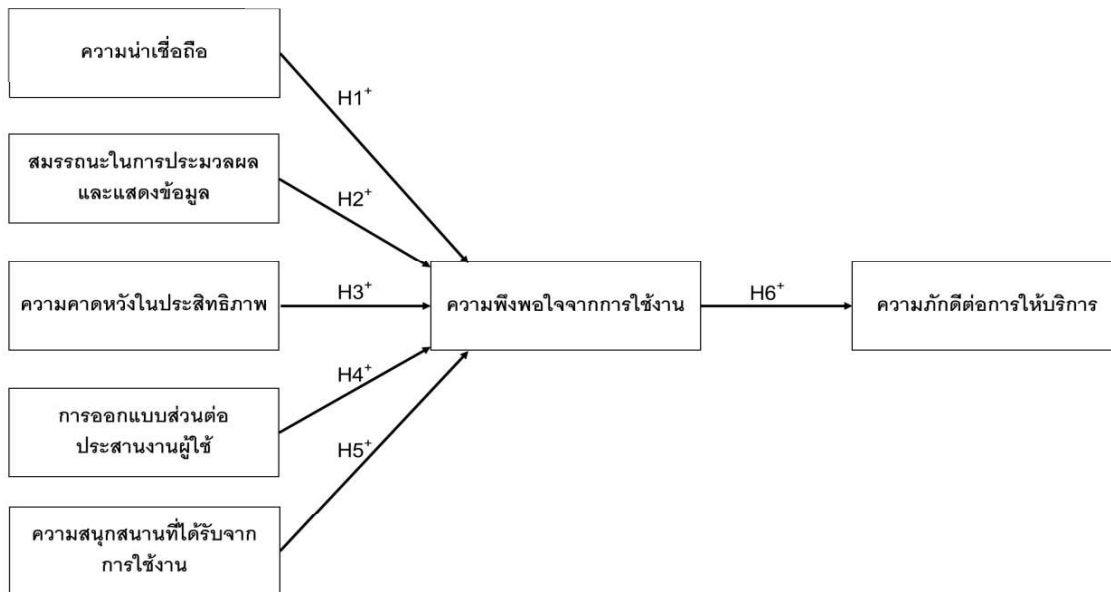 ความน่าเชื่อถือ
H1+
สมรรถนะในการประมวลผล
และแสดงข้อมูล
H2+
ความคาดหวังในประสิทธิภาพ
H3+
ความพึงพอใจจากการใช้งาน
H6+
ความภักดีต่อการให้บริการ
H4+
การออกแบบส่วนต่อ
ประสานงานผู้ใช้
H5+
ความสนุกสนานที่ได้รับจาก
การใช้งาน